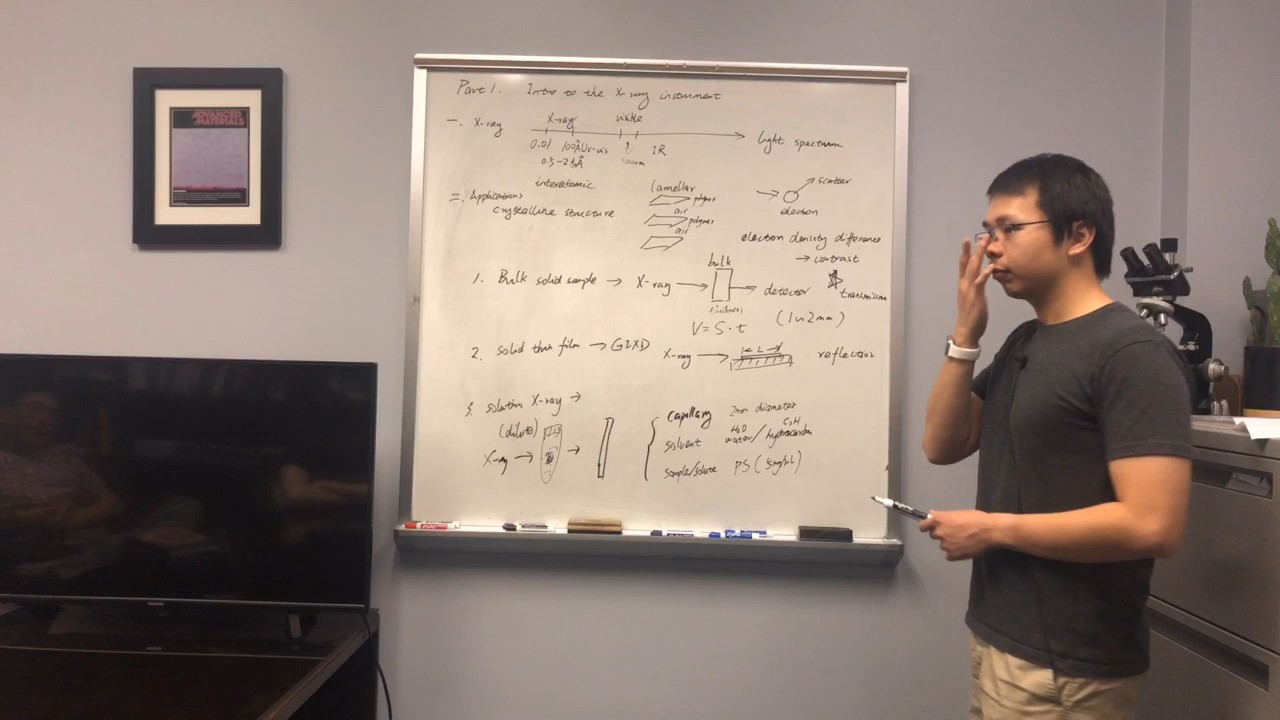 ADVANCED
MATERIALS
Part 1. Intro to the X-ray instrument
一. X-ray
X-ray visible
0.01 100Å UV-vis IR light spectrum
0.5-2.5Å
二. Applications interatomic
crystalline structure
lamellar
polymer
air
polymer
air
→ scatter
electron
electron density difference
→ contrast
1. Bulk solid sample → X-ray → bulk → detector transmission
thickness
V = S · t (1~2mm)
2. solid thin film → GIXD X-ray → L reflection
3. solution X-ray →
(dilute)
X-ray → →
capillary 2mm diameter
solvent H2O water / C,H hydrocarbon
sample/solute PS (5mg/mL)